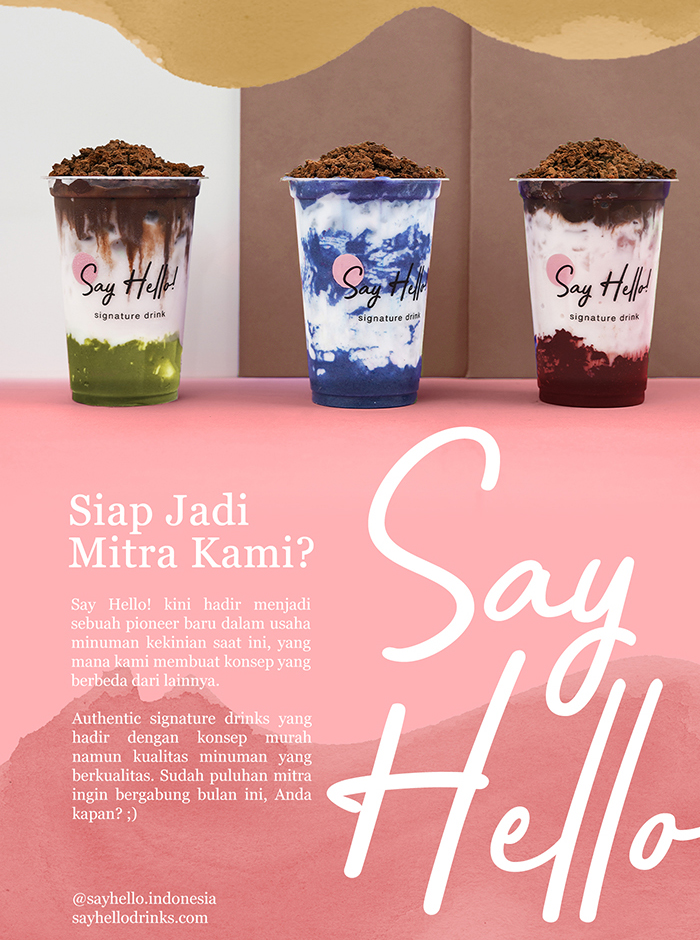 Say Hello!
signature drink
Say Hello!
signature drink
Say Hello!
signature drink
Say
Hello
Siap Jadi
Mitra Kami?
Say Hello! kini hadir menjadi
sebuah pioneer baru dalam usaha
minuman kekinian saat ini, yang
mana kami membuat konsep yang
berbeda dari lainnya.
Authentic signature drinks yang
hadir dengan konsep murah
namun kualitas minuman yang
berkualitas. Sudah puluhan mitra
ingin bergabung bulan ini, Anda
kapan? ;)
@sayhello.indonesia
sayhellodrinks.com